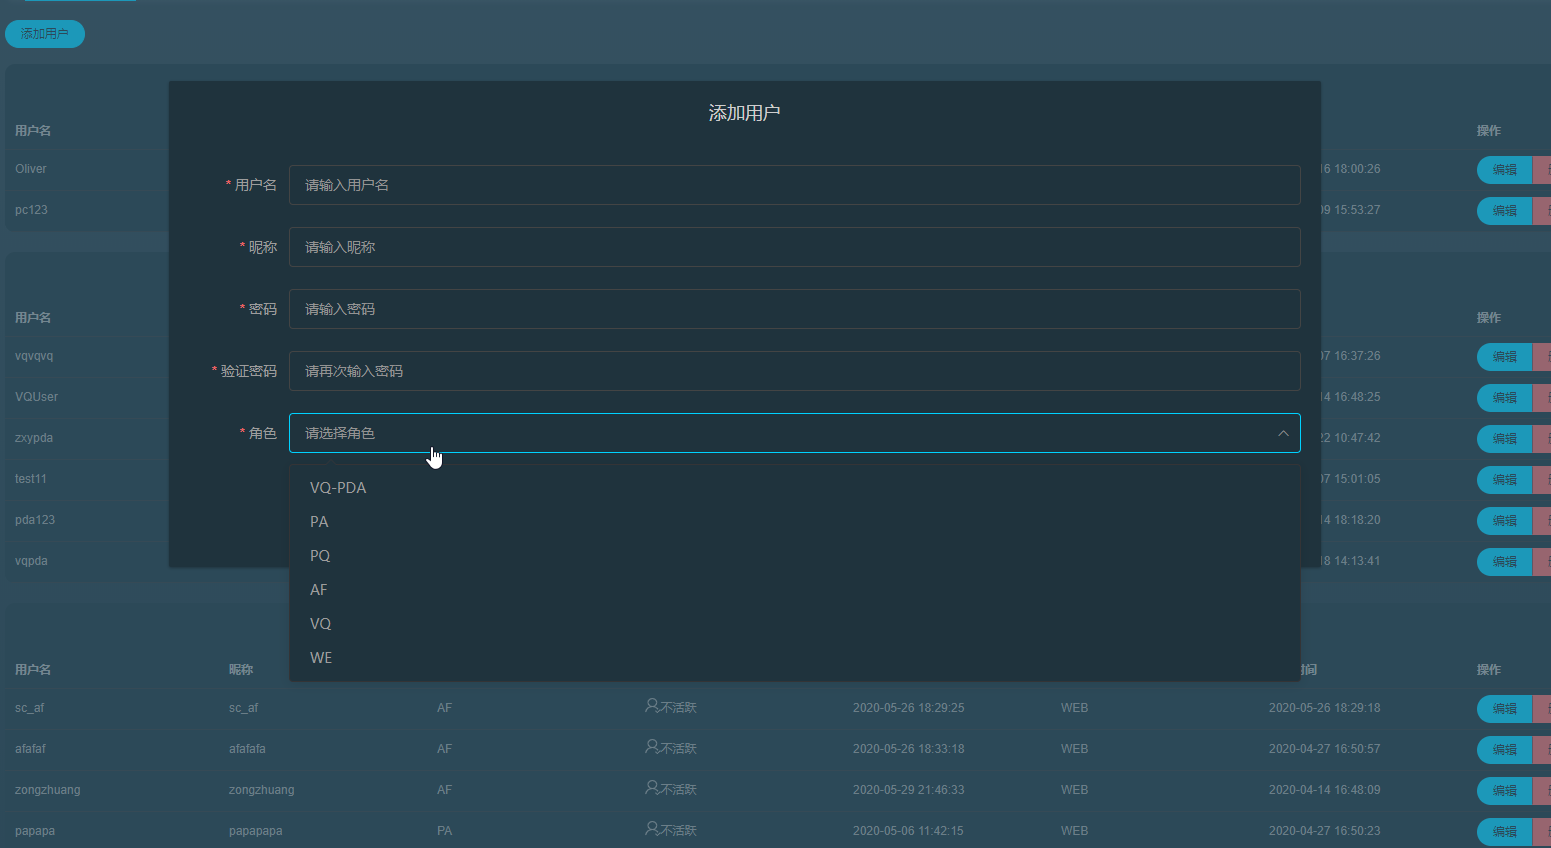 添加用户
添加用户
用户名 操作
* 用户名 请输入用户名
Oliver 16 18:00:26 编辑
pc123 09 15:53:27 编辑
* 昵称 请输入昵称
* 密码 请输入密码
用户名 操作
vqvqvq 07 16:37:26 编辑
* 验证密码 请再次输入密码
VQUser 14 16:48:25 编辑
* 角色 请选择角色
zxypda 22 10:47:42 编辑
test11 07 15:01:05 编辑
VQ-PDA
pda123 14 18:18:20 编辑
PA
PQ
vqpda 18 14:13:41 编辑
AF
VQ
WE
用户名 昵称 时间 操作
sc_af sc_af AF 不活跃 2020-05-26 18:29:25 WEB 2020-05-26 18:29:18 编辑
afafaf afafafa AF 不活跃 2020-05-26 18:33:18 WEB 2020-04-27 16:50:57 编辑
zongzhuang zongzhuang AF 不活跃 2020-05-29 21:46:33 WEB 2020-04-14 16:48:09 编辑
papapa papapapa PA 不活跃 2020-05-06 11:42:15 WEB 2020-04-27 16:50:23 编辑